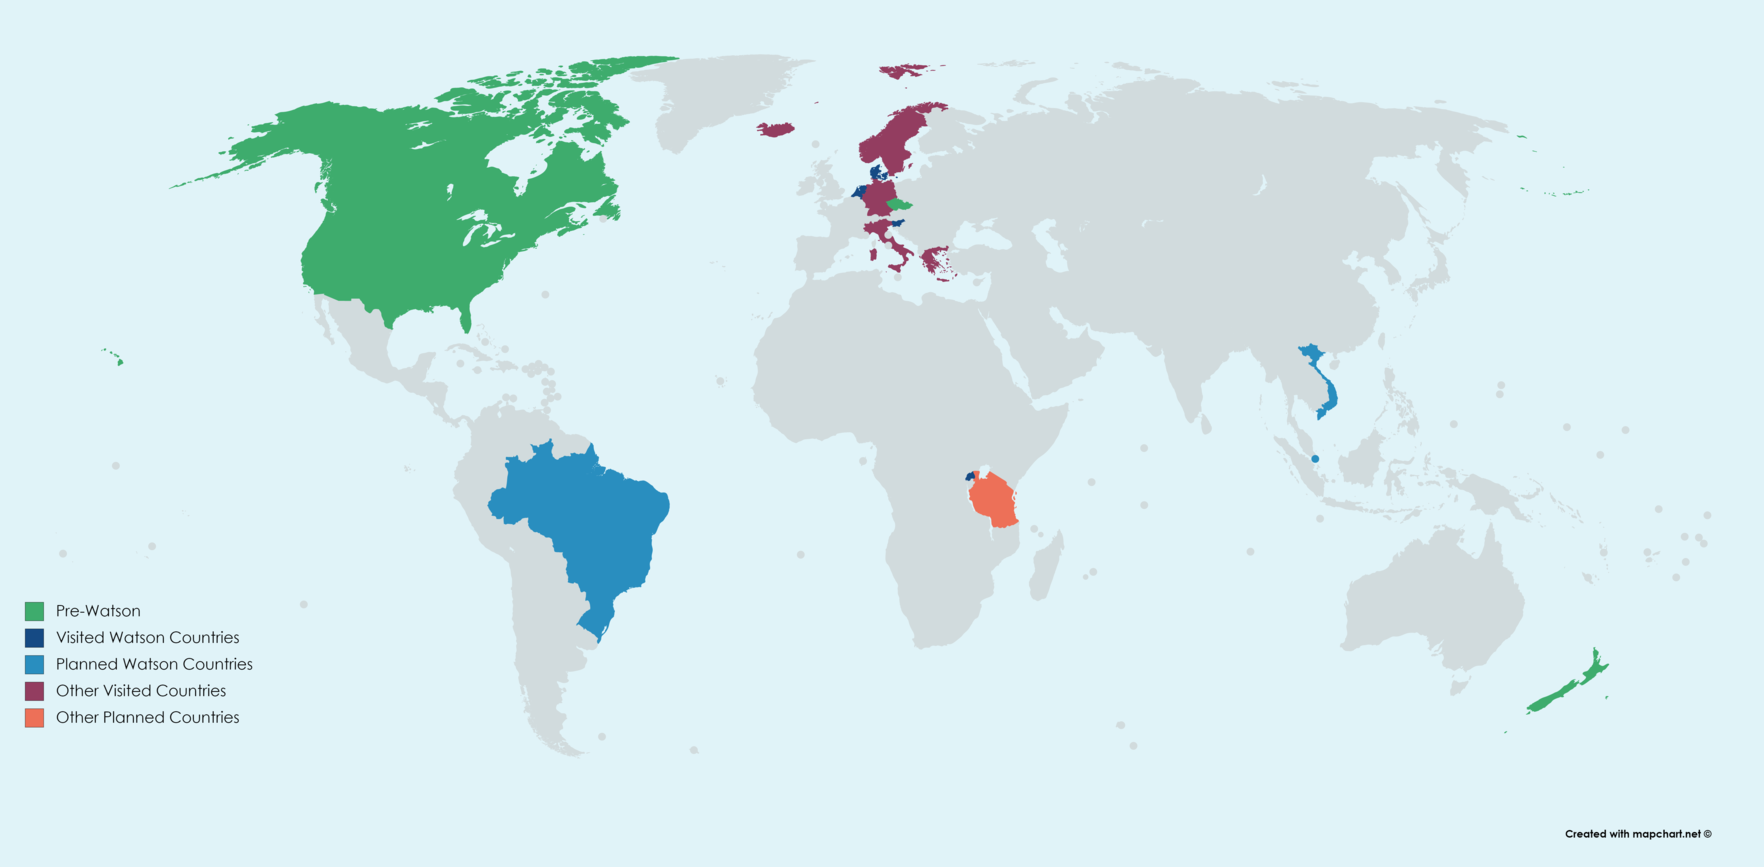 Pre-Watson
Visited Watson Countries
Planned Watson Countries
Other Visited Countries
Other Planned Countries
Created with mapchart.net ©